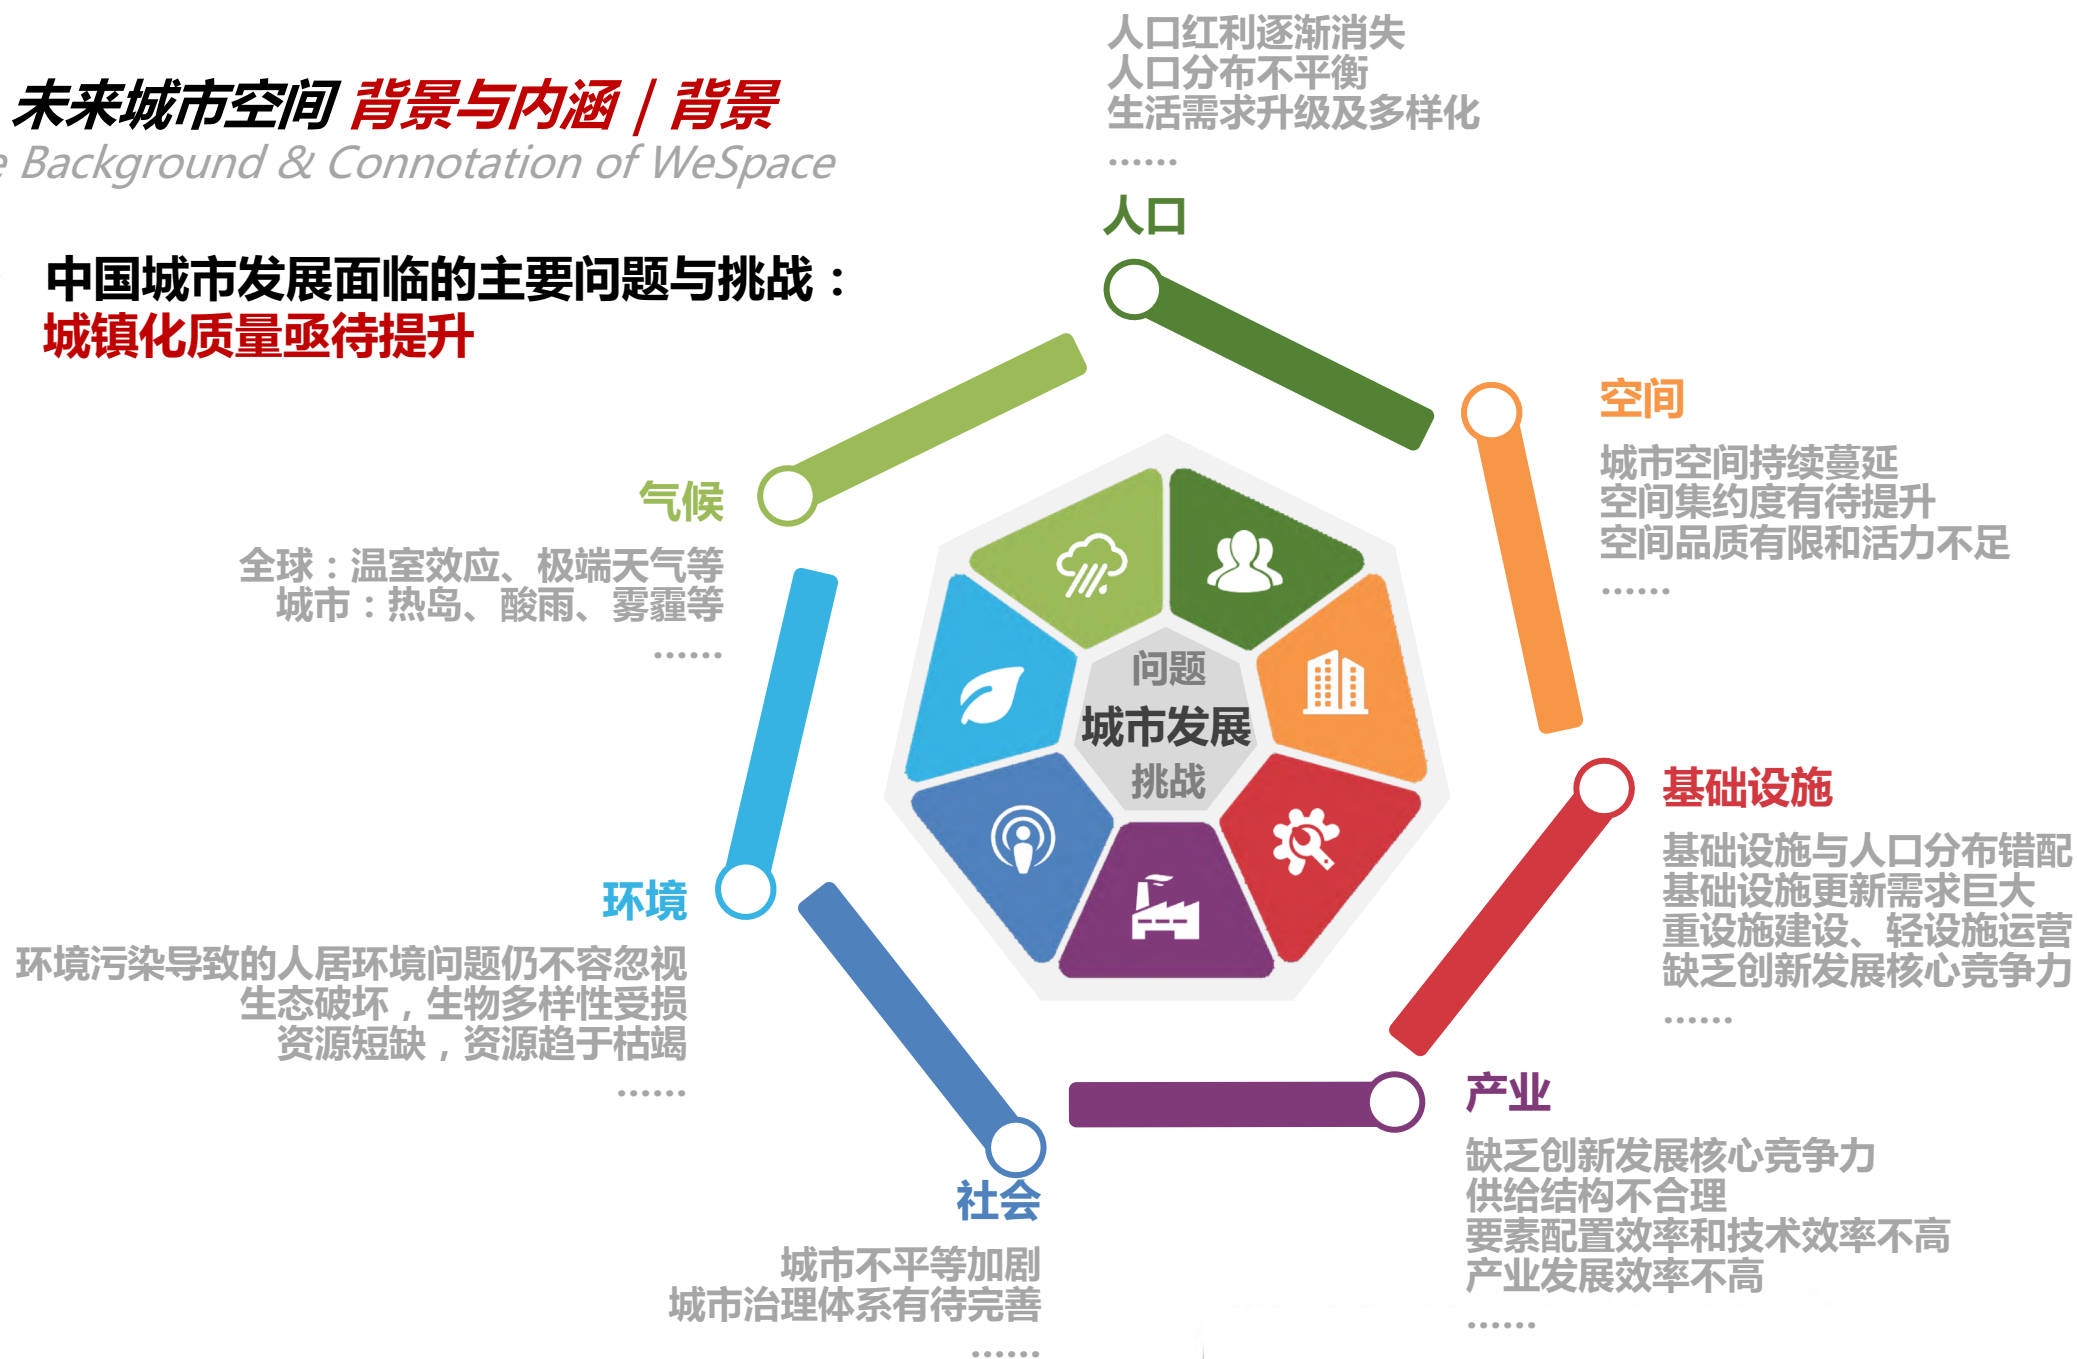 未来城市空间 背景与内涵 | 背景
e Background & Connotation of WeSpace
中国城市发展面临的主要问题与挑战：
城镇化质量亟待提升
人口红利逐渐消失
人口分布不平衡
生活需求升级及多样化
......
人口
空间
城市空间持续蔓延
空间集约度有待提升
空间品质有限和活力不足
......
基础设施
基础设施与人口分布错配
基础设施更新需求巨大
重设施建设、轻设施运营
缺乏创新发展核心竞争力
......
产业
缺乏创新发展核心竞争力
供给结构不合理
要素配置效率和技术效率不高
产业发展效率不高
......
社会
城市不平等加剧
城市治理体系有待完善
......
环境
环境污染导致的人居环境问题仍不容忽视
生态破坏，生物多样性受损
资源短缺，资源趋于枯竭
......
气候
全球：温室效应、极端天气等
城市：热岛、酸雨、雾霾等
......
问题
城市发展
挑战